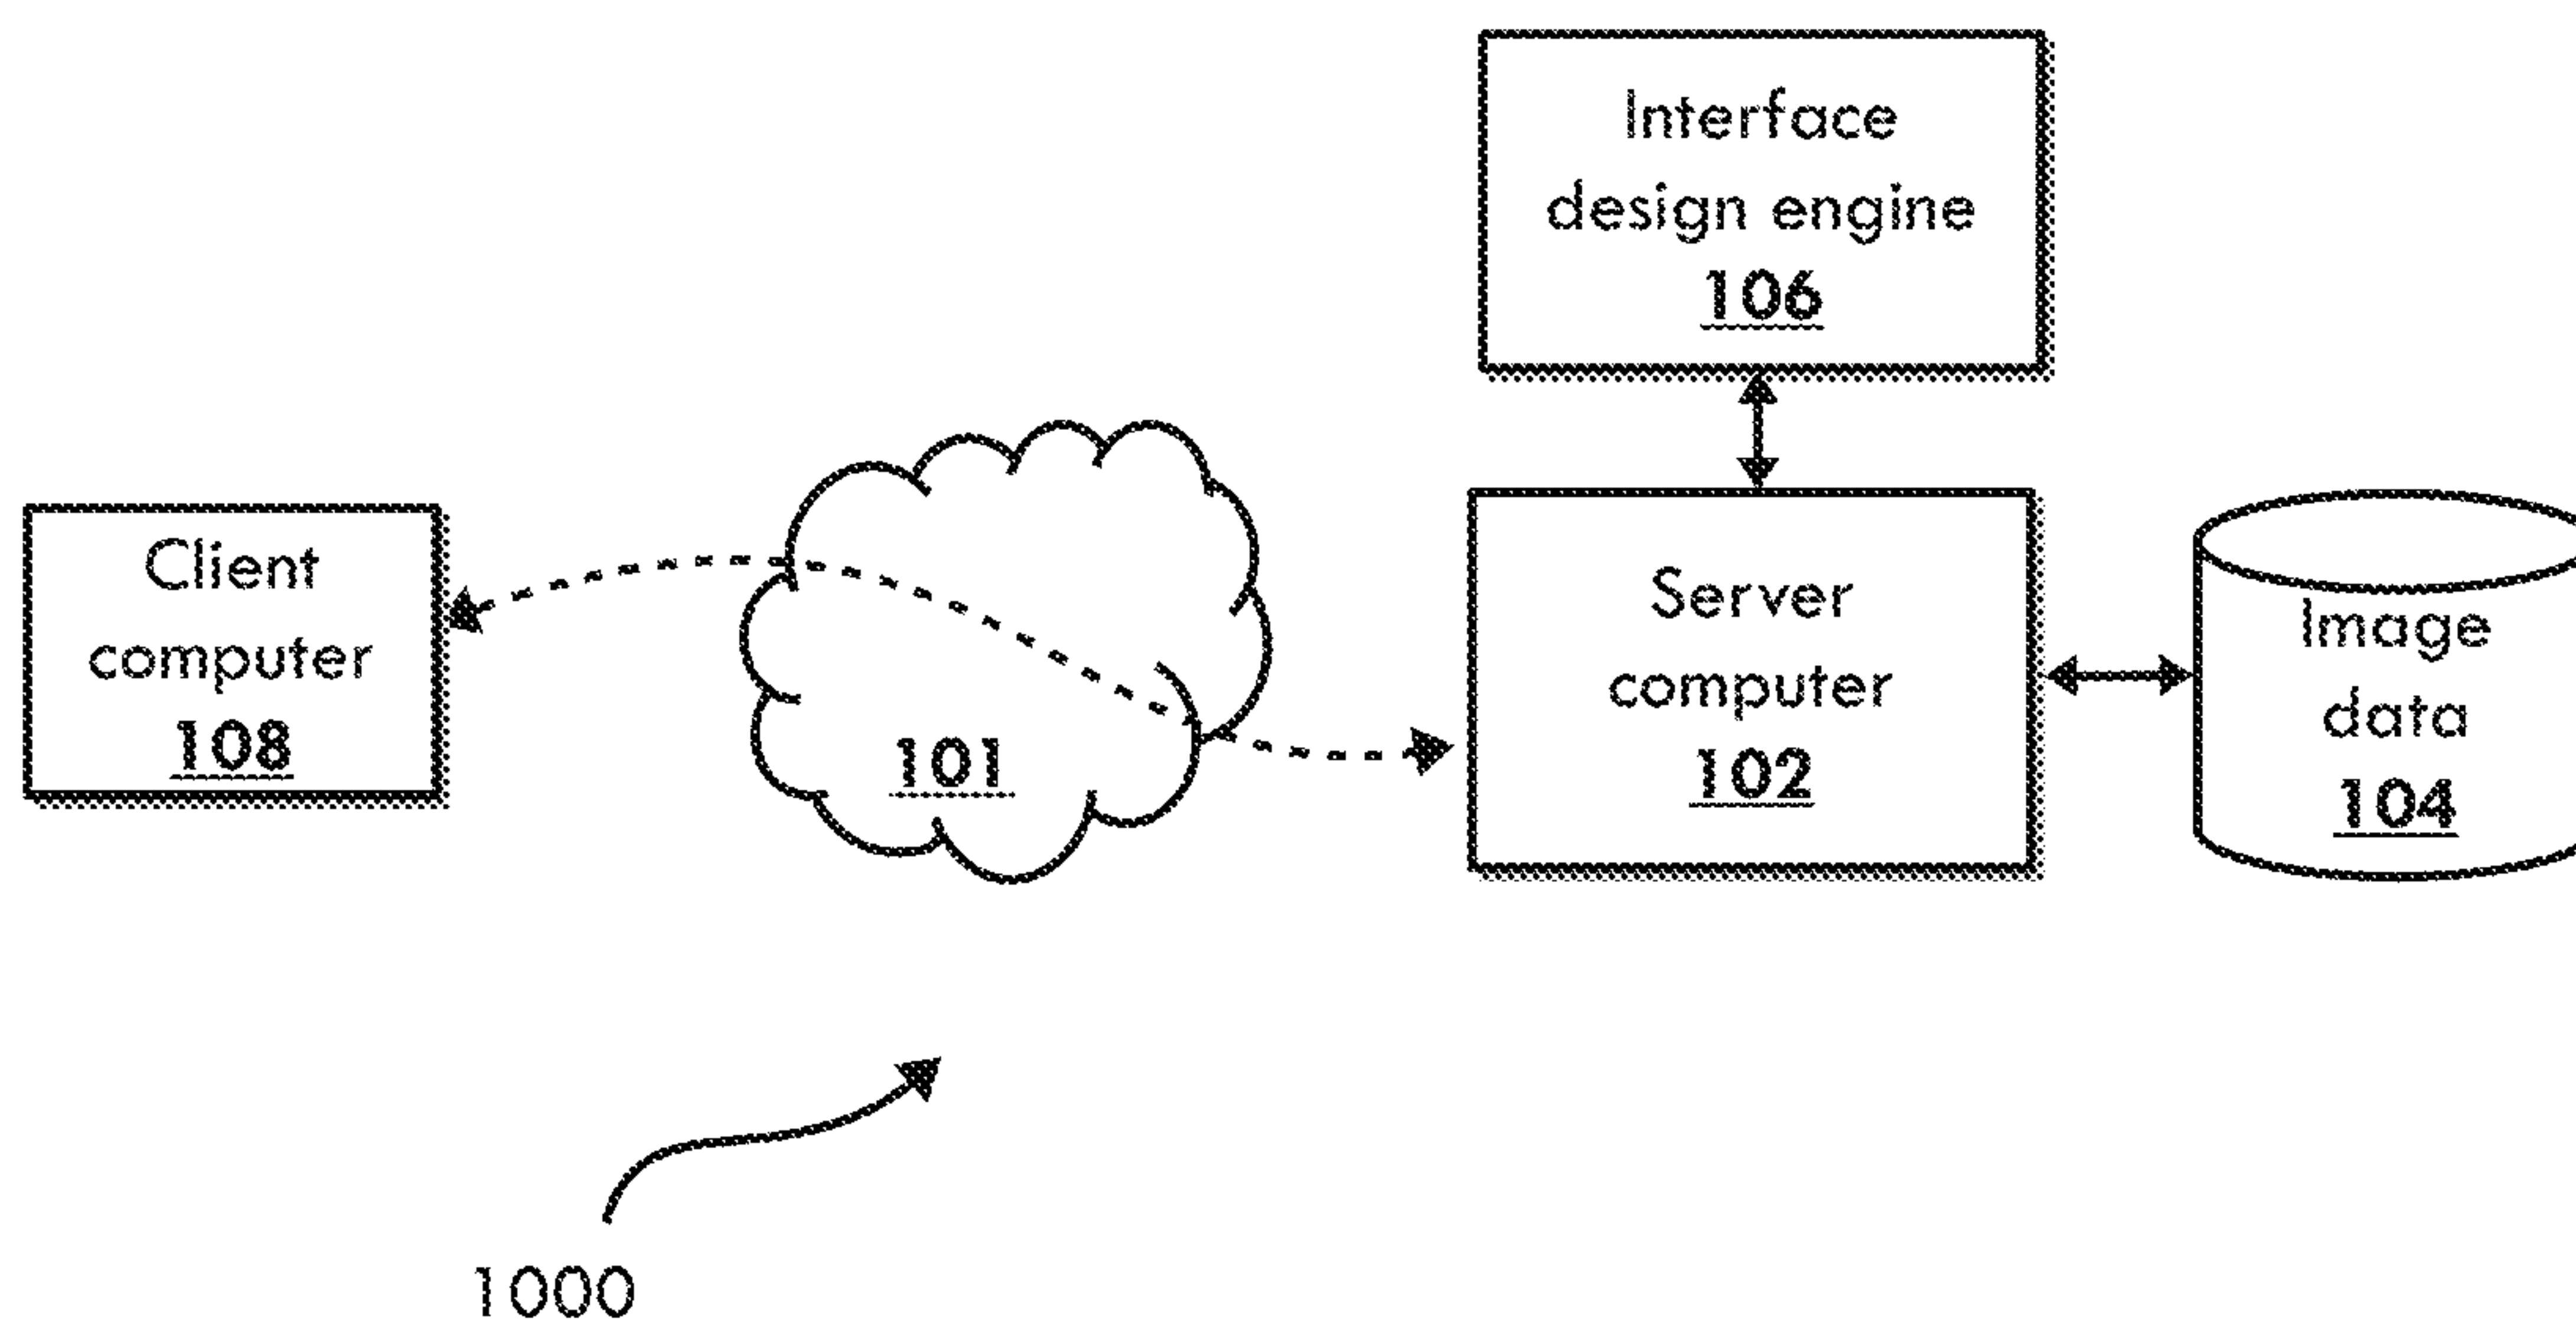 Interface
design engine
106
Client
computer
108
101
Server
computer
102
Image
data
104
1000